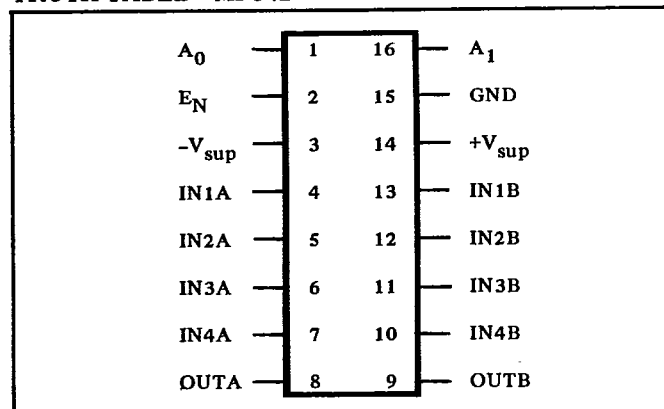 A0 1 16 A1
EN 2 15 GND
-Vsup 3 14 +Vsup
IN1A 4 13 IN1B
IN2A 5 12 IN2B
IN3A 6 11 IN3B
IN4A 7 10 IN4B
OUTA 8 9 OUTB